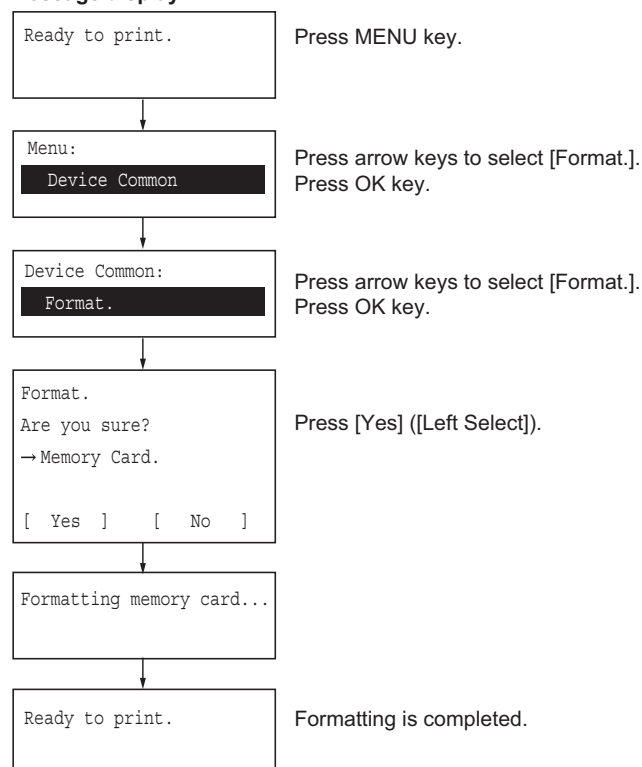 Ready to print.
Press MENU key.
Menu:
Device Common
Press arrow keys to select [Format.].
Press OK key.
Device Common:
Format.
Press arrow keys to select [Format.].
Press OK key.
Format.
Are you sure?
→Memory Card.
[ Yes ] [ No ]
Press [Yes] ([Left Select]).
Formatting memory card...
Ready to print.
Formatting is completed.